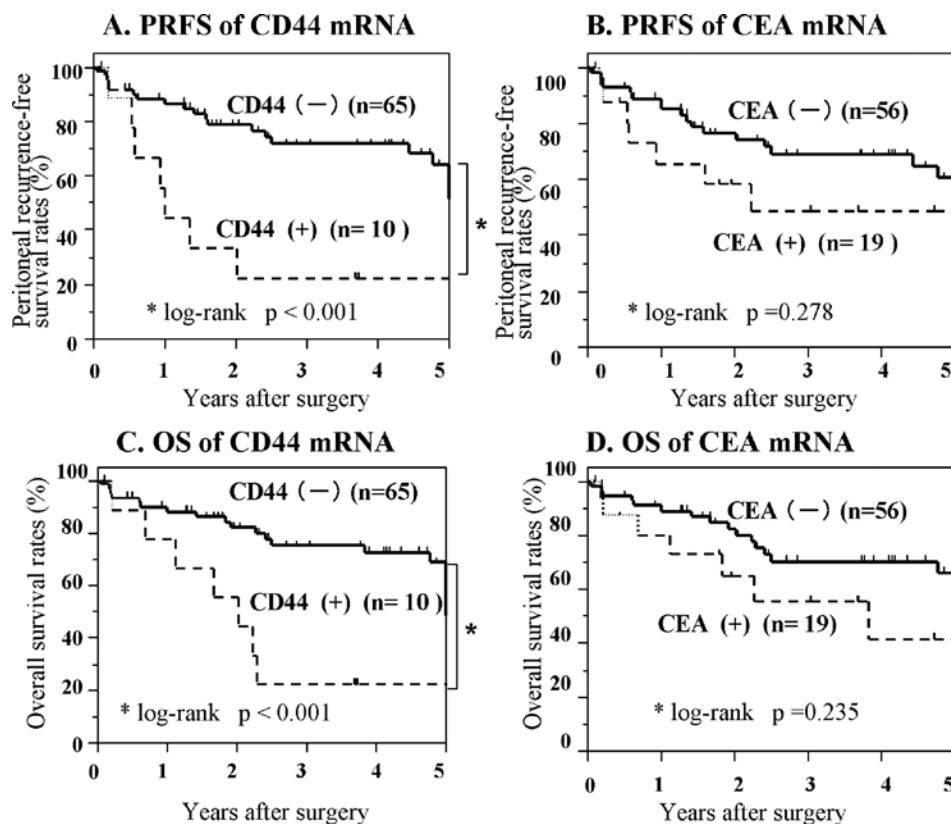 A. PRFS of CD44 mRNA
Peritoneal recurrence-free
survival rates (%)
100
80
60
40
20
0
CD44 (－) (n=65)
CD44 (+) (n= 10 )
*
* log-rank p < 0.001
0 1 2 3 4 5
Years after surgery
B. PRFS of CEA mRNA
Peritoneal recurrence-free
survival rates (%)
100
80
60
40
20
0
CEA (－) (n=56)
CEA (+) (n= 19 )
* log-rank p =0.278
0 1 2 3 4 5
Years after surgery
C. OS of CD44 mRNA
Overall survival rates (%)
100
80
60
40
20
0
CD44 (－) (n=65)
CD44 (+) (n= 10 )
*
* log-rank p < 0.001
0 1 2 3 4 5
Years after surgery
D. OS of CEA mRNA
Overall survival rates (%)
100
80
60
40
20
0
CEA (－) (n=56)
CEA (+) (n= 19)
* log-rank p =0.235
0 1 2 3 4 5
Years after surgery